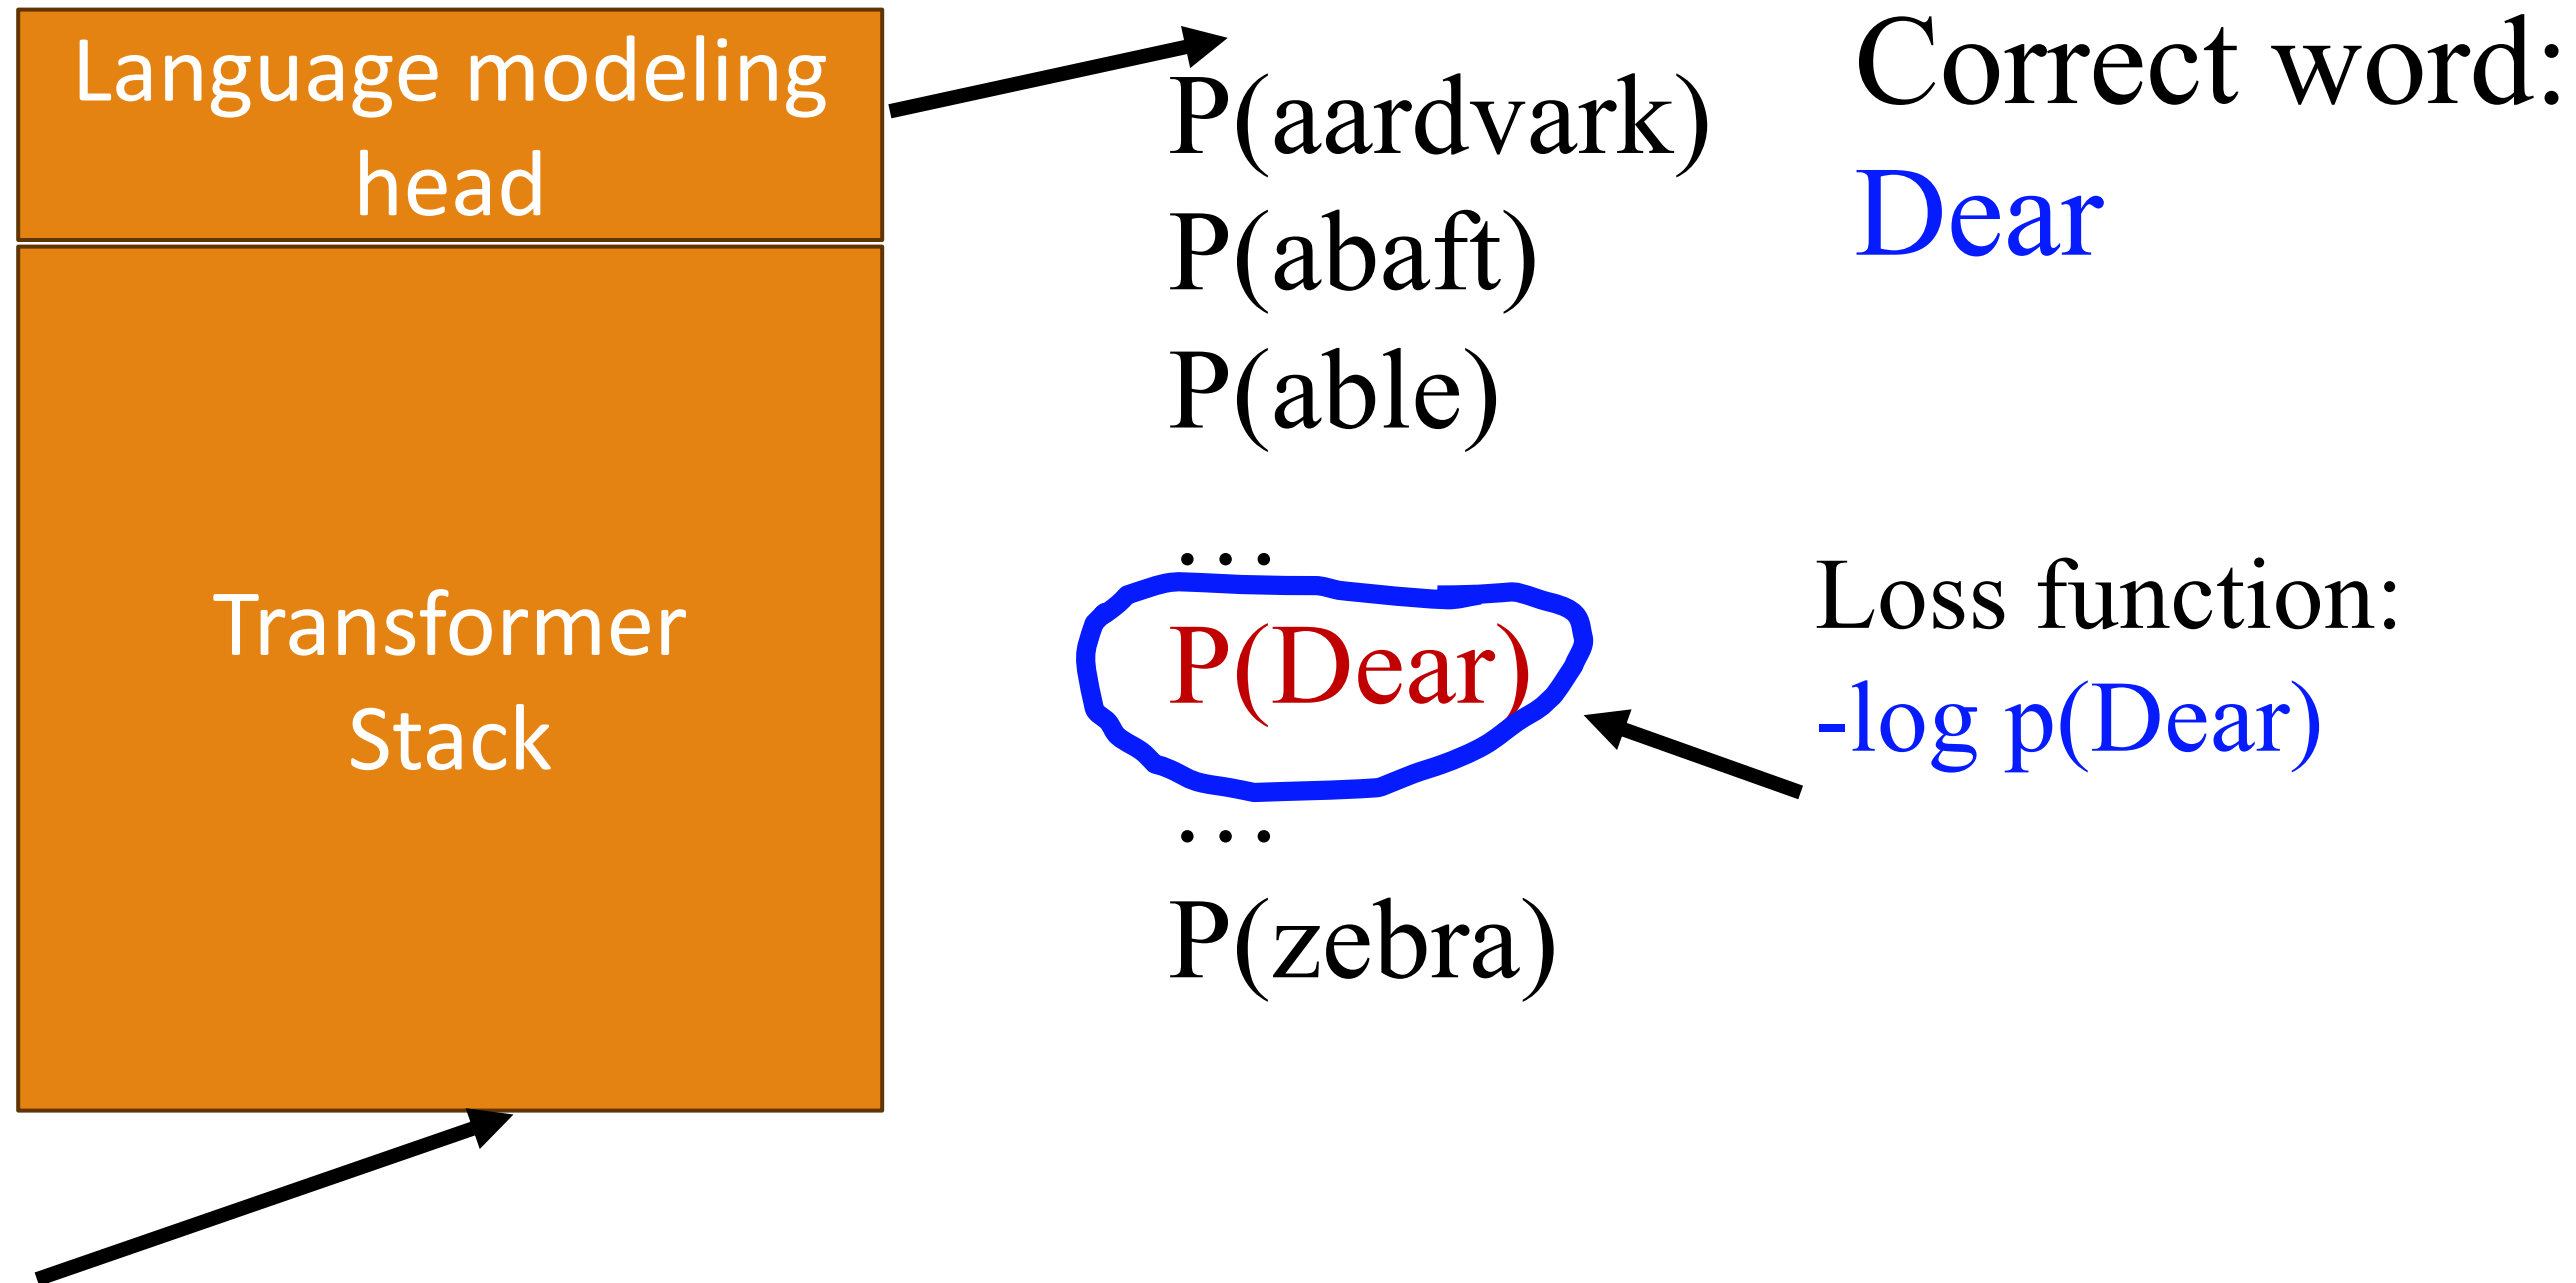 Language modeling
head
Transformer
Stack
P(aardvark)
P(abaft)
P(able)
…
P(Dear)
…
P(zebra)
Correct word:
Dear
Loss function:
-log p(Dear)